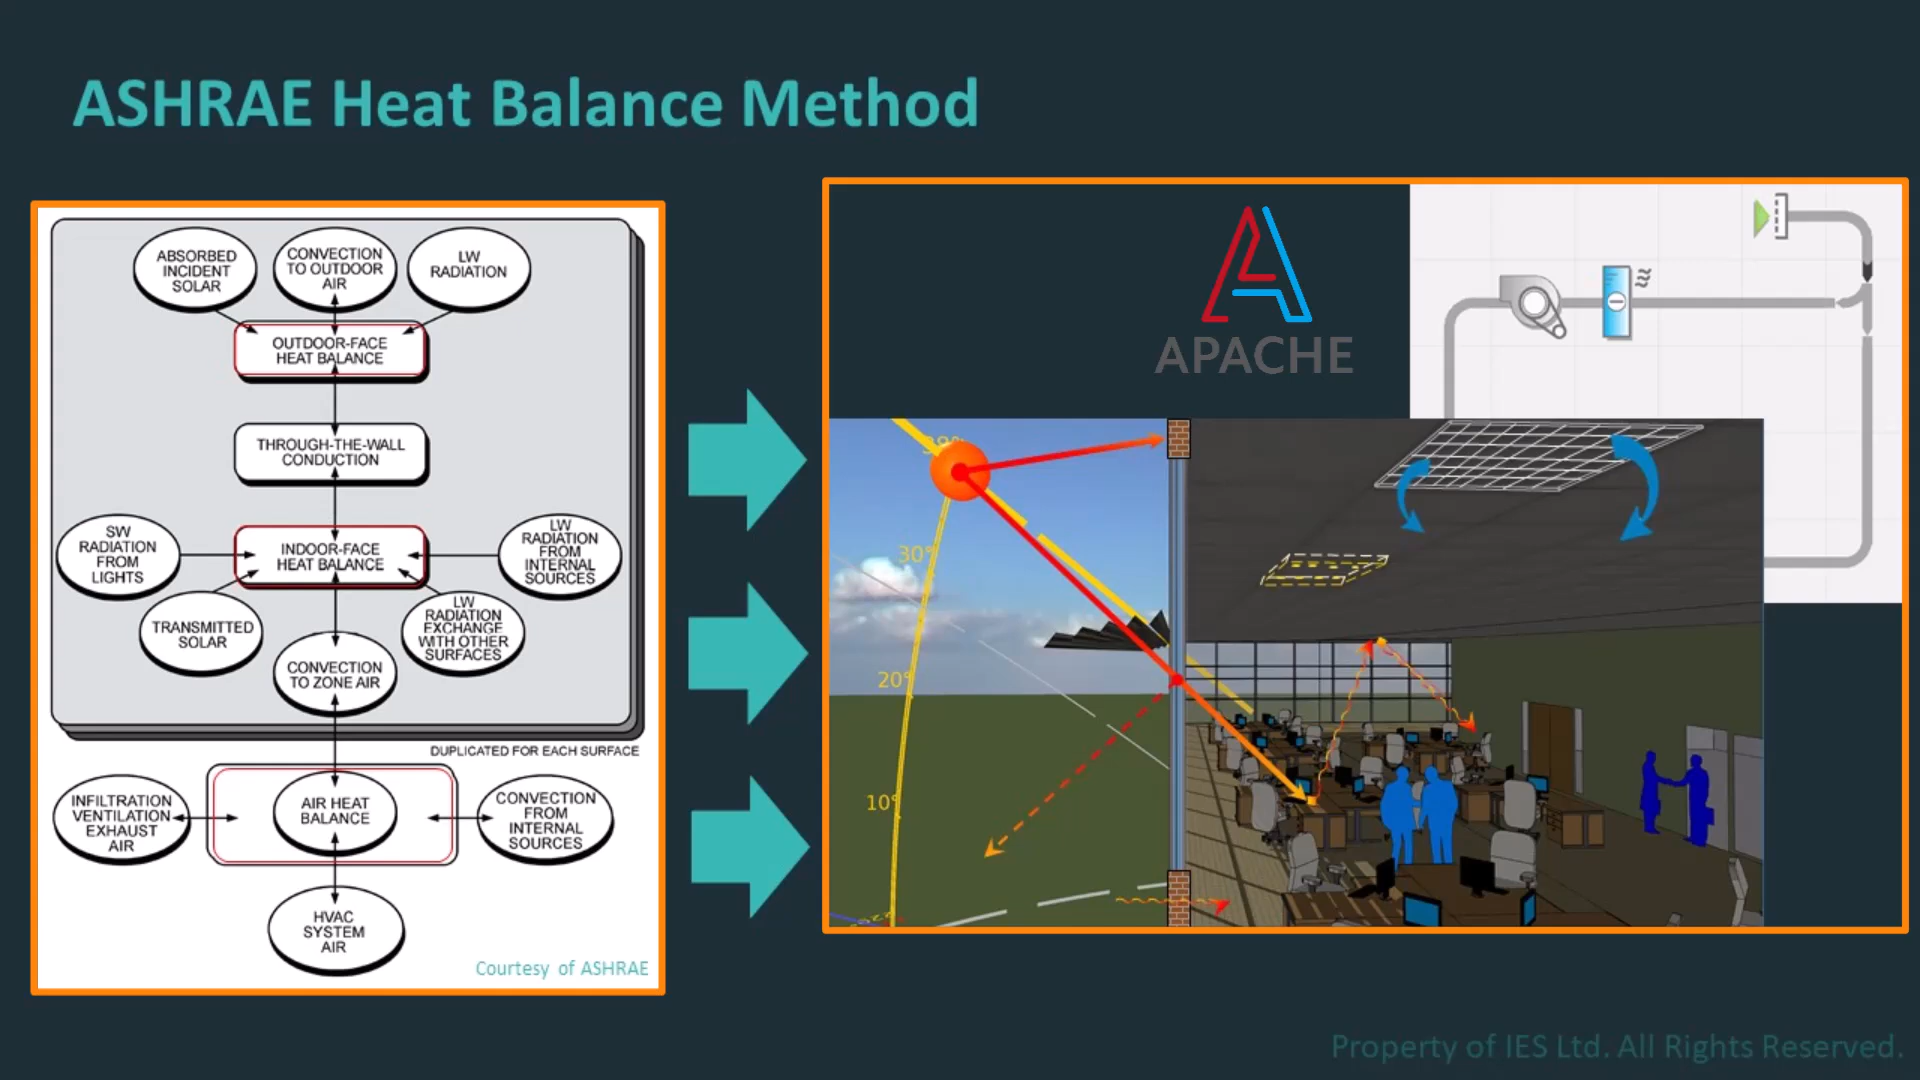 ASHRAE Heat Balance Method
ABSORBED
INCIDENT
SOLAR
CONVECTION
TO OUTDOOR
AIR
LW
RADIATION
OUTDOOR-FACE
HEAT BALANCE
THROUGH-THE-WALL
CONDUCTION
SW
RADIATION
FROM
LIGHTS
INDOOR-FACE
HEAT BALANCE
LW
RADIATION
FROM
INTERNAL
SOURCES
TRANSMITTED
SOLAR
LW
RADIATION
EXCHANGE
WITH OTHER
SURFACES
CONVECTION
TO ZONE AIR
DUPLICATED FOR EACH SURFACE
INFILTRATION
VENTILATION
EXHAUST
AIR
AIR HEAT
BALANCE
CONVECTION
FROM
INTERNAL
SOURCES
HVAC
SYSTEM
AIR
Courtesy of ASHRAE
APACHE
30°
20°
10°
Property of IES Ltd. All Rights Reserved.